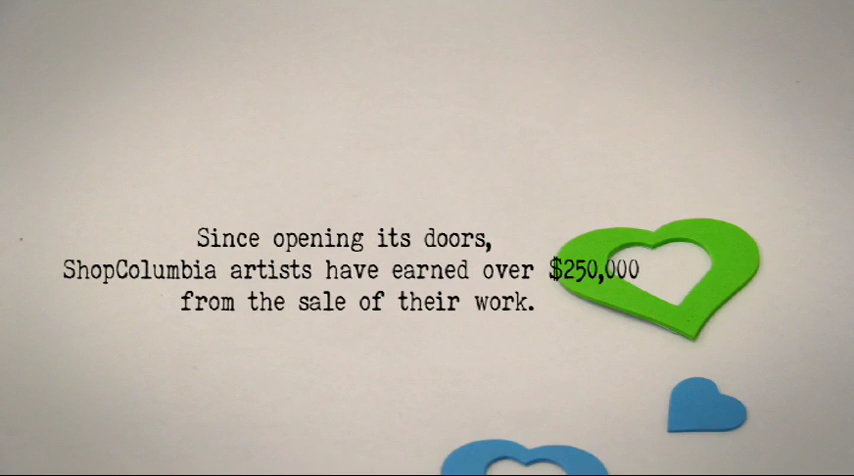 Since opening its doors,
ShopColumbia artists have earned over $250,000
from the sale of their work.